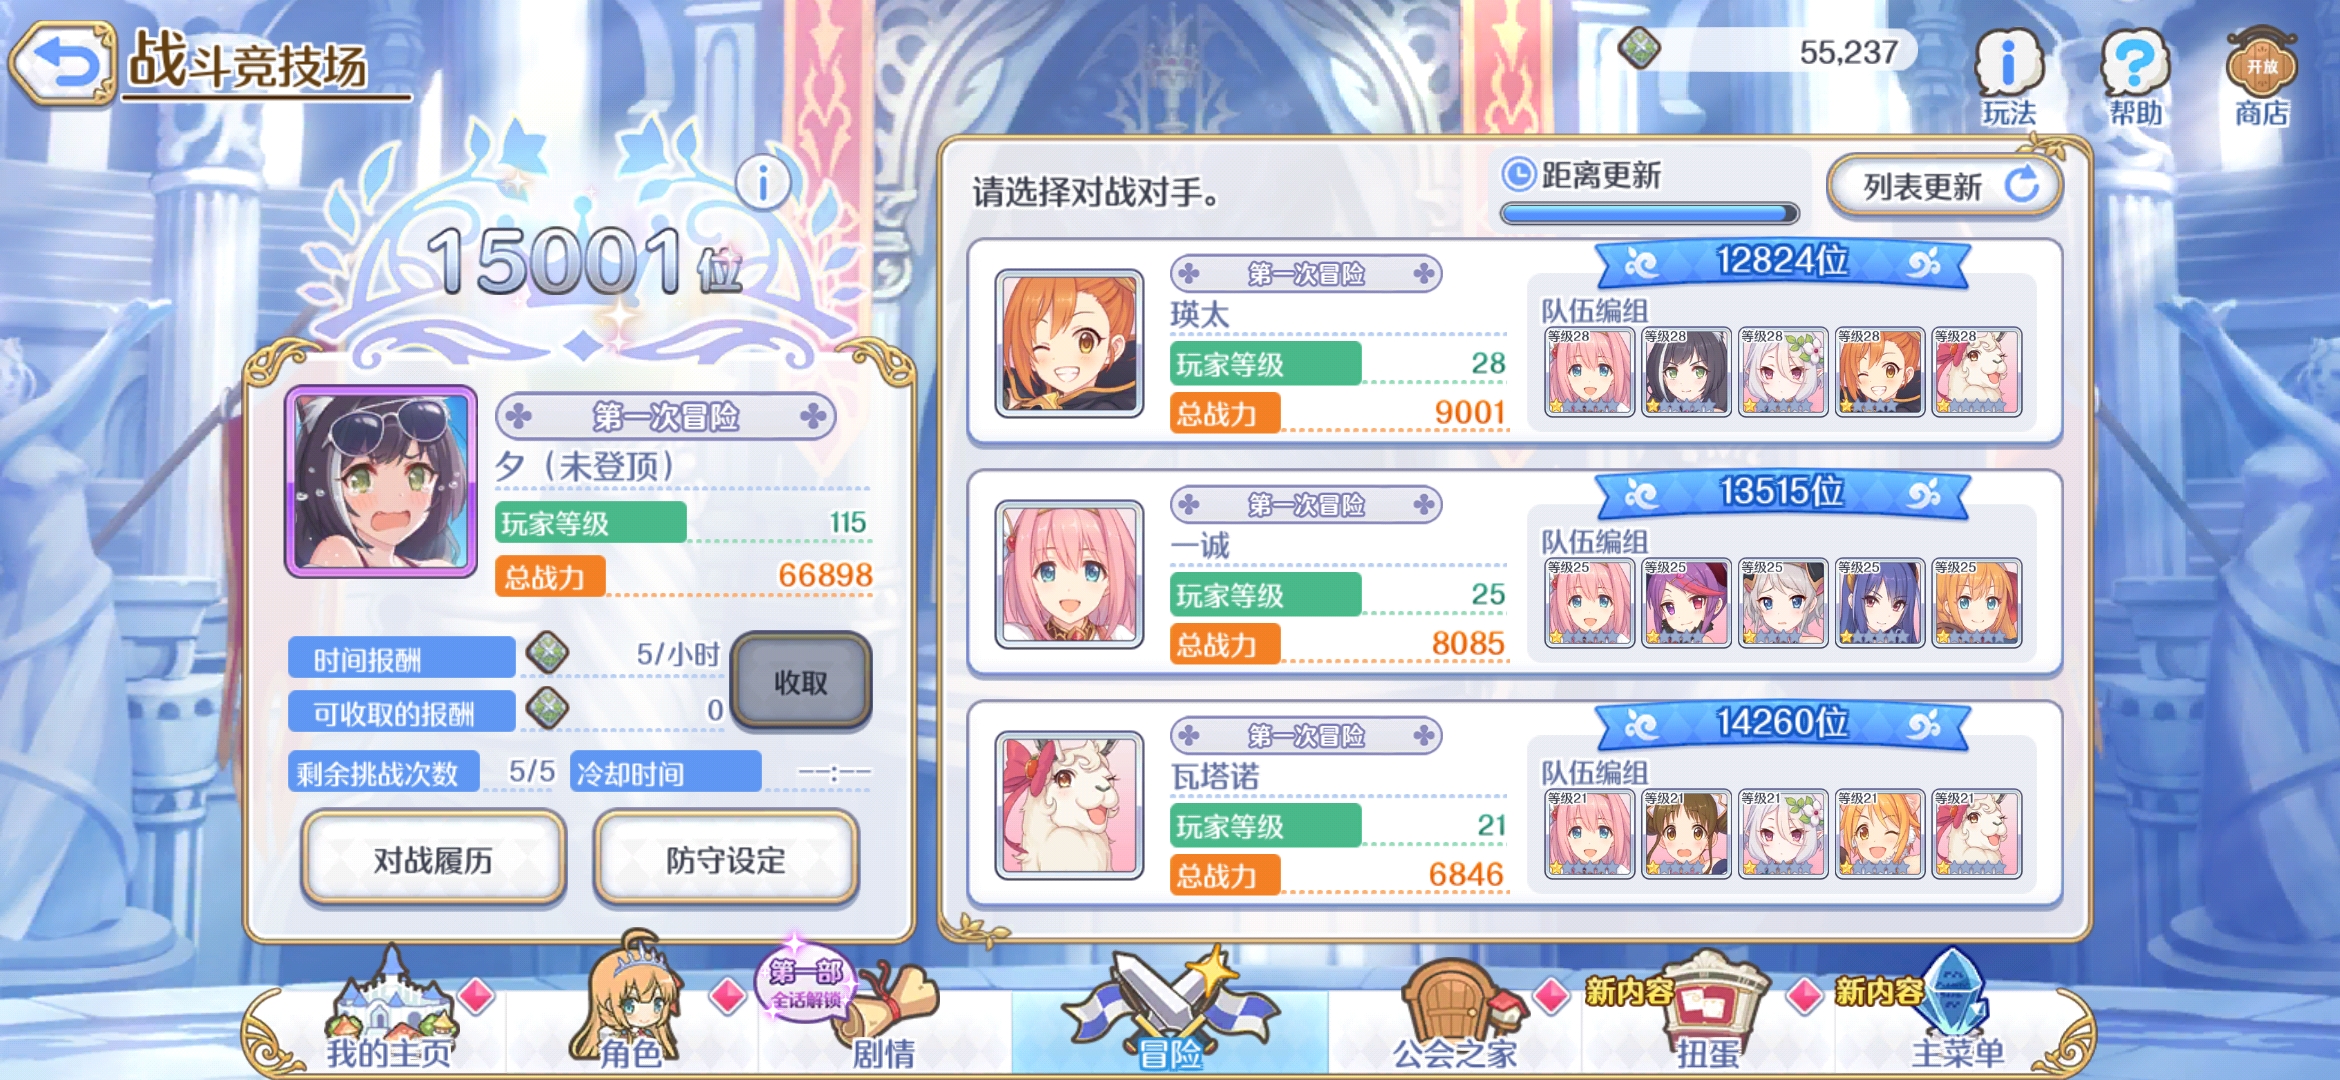 战斗竞技场
55,237
玩法
帮助
开放
商店
15001位
第一次冒险
夕（未登顶）
玩家等级 115
总战力 66898
时间报酬 5/小时
可收取的报酬 0
收取
剩余挑战次数 5/5 冷却时间 --:--
对战履历
防守设定
请选择对战对手。
距离更新
列表更新
12824位
第一次冒险
瑛太
玩家等级 28
总战力 9001
队伍编组
等级28 等级28 等级28 等级28 等级28
13515位
第一次冒险
一诚
玩家等级 25
总战力 8085
队伍编组
等级25 等级25 等级25 等级25 等级25
14260位
第一次冒险
瓦塔诺
玩家等级 21
总战力 6846
队伍编组
等级21 等级21 等级21 等级21 等级21
我的主页
角色
第一部
全话解锁
剧情
冒险
公会之家
新内容
扭蛋
新内容
主菜单